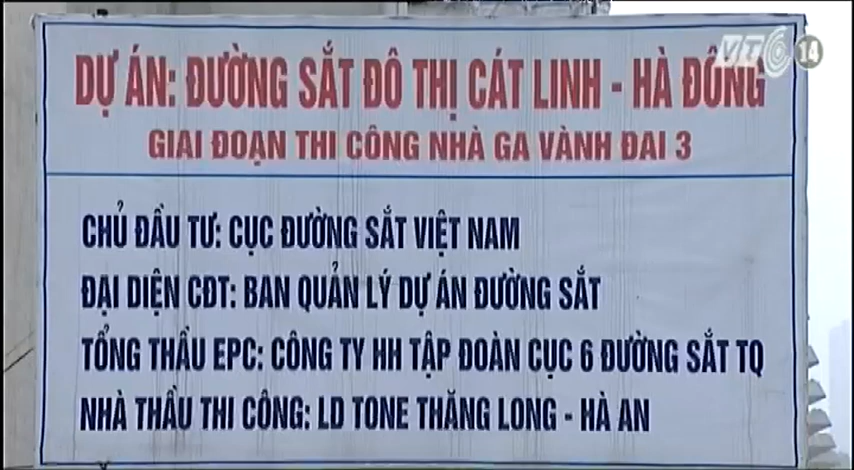 VTC 14
DỰ ÁN: ĐƯỜNG SẮT ĐÔ THỊ CÁT LINH - HÀ ĐÔNG
GIAI ĐOẠN THI CÔNG NHÀ GA VÀNH ĐAI 3
CHỦ ĐẦU TƯ: CỤC ĐƯỜNG SẮT VIỆT NAM
ĐẠI DIỆN CĐT: BAN QUẢN LÝ DỰ ÁN ĐƯỜNG SẮT
TỔNG THẦU EPC: CÔNG TY HH TẬP ĐOÀN CỤC 6 ĐƯỜNG SẮT TQ
NHÀ THẦU THI CÔNG: LD TONE THĂNG LONG - HÀ AN